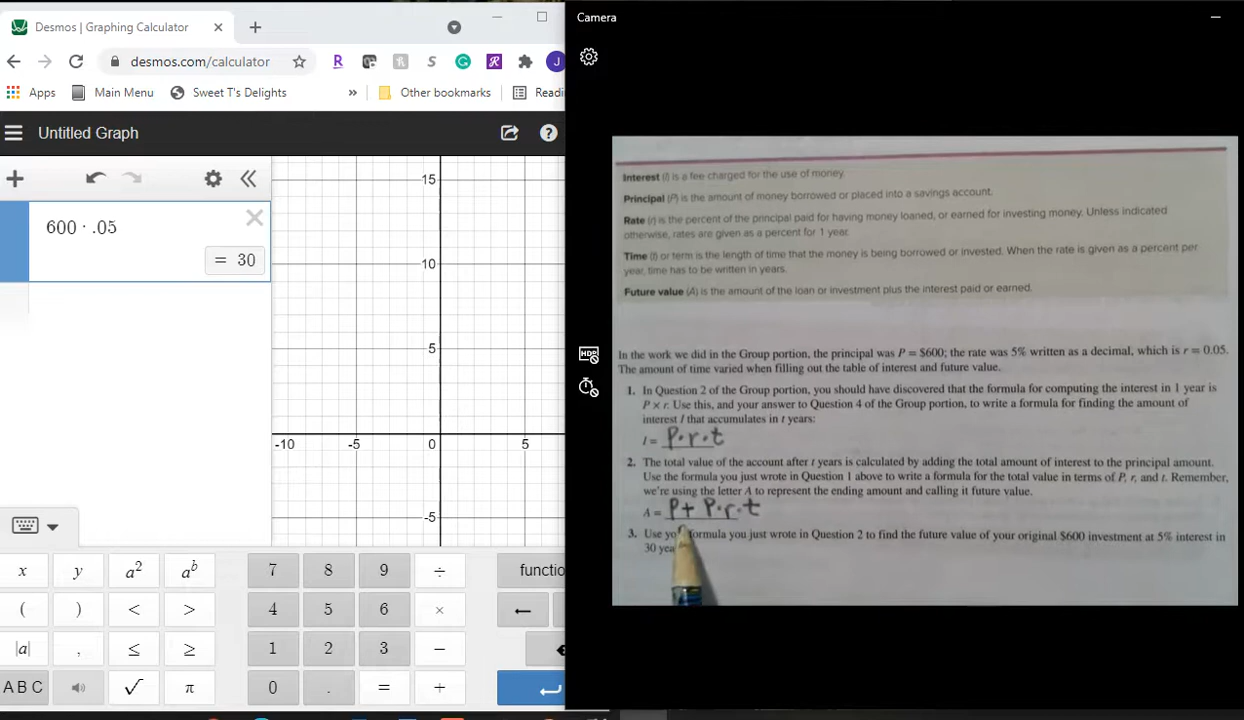 Desmos | Graphing Calculator
Camera
desmos.com/calculator
Apps Main Menu Sweet T's Delights » Other bookmarks Readi
Untitled Graph
600 · .05
= 30
15
10
5
-10 -5 0 5
-5
x y a² aᵇ 7 8 9 ÷ functio
( ) < > 4 5 6 ×
|a| , ≤ ≥ 1 2 3 −
A B C √ π 0 . = +
Interest (I) is a fee charged for the use of money.
Principal (P) is the amount of money borrowed or placed into a savings account.
Rate (r) is the percent of the principal paid for having money loaned, or earned for investing money. Unless indicated
otherwise, rates are given as a percent for 1 year.
Time (t) or term is the length of time that the money is being borrowed or invested. When the rate is given as a percent per
year, time has to be written in years.
Future value (A) is the amount of the loan or investment plus the interest paid or earned.
In the work we did in the Group portion, the principal was P = $600; the rate was 5% written as a decimal, which is r = 0.05.
The amount of time varied when filling out the table of interest and future value.
1. In Question 2 of the Group portion, you should have discovered that the formula for computing the interest in 1 year is
P × r. Use this, and your answer to Question 4 of the Group portion, to write a formula for finding the amount of
interest I that accumulates in t years:
I = P·r·t
2. The total value of the account after t years is calculated by adding the total amount of interest to the principal amount.
Use the formula you just wrote in Question 1 above to write a formula for the total value in terms of P, r, and t. Remember,
we're using the letter A to represent the ending amount and calling it future value.
A = P + P·r·t
3. Use yo formula you just wrote in Question 2 to find the future value of your original $600 investment at 5% interest in
30 yea